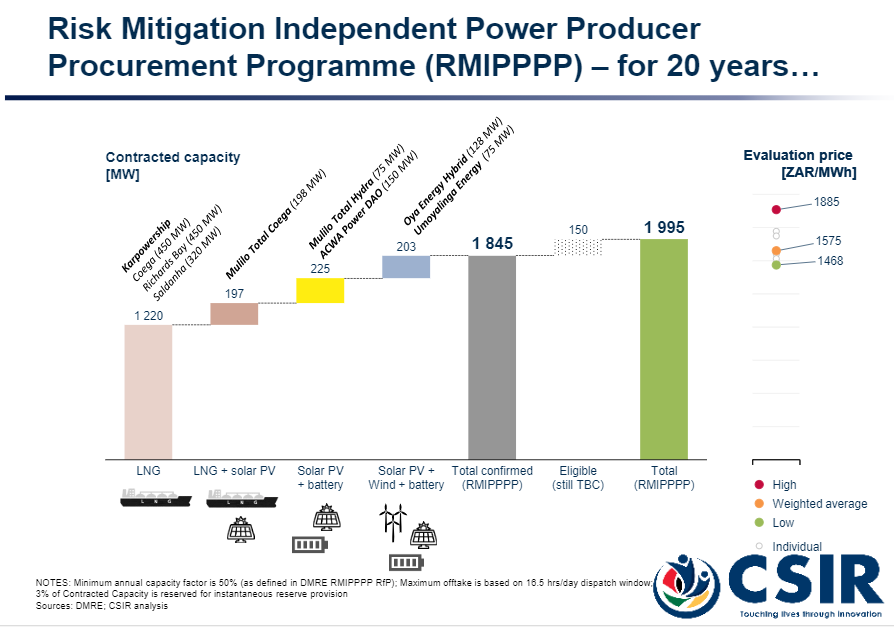 Risk Mitigation Independent Power Producer
Procurement Programme (RMIPPPP) – for 20 years…
Contracted capacity
[MW]
Karpowership
Coega (450 MW)
Richards Bay (450 MW)
Saldanha (320 MW)
Mulilo Total Coega (198 MW)
Mulilo Total Hydra (75 MW)
ACWA Power DAO (150 MW)
Oya Energy Hybrid (128 MW)
Umoyalinga Energy (75 MW)
1 220
197
225
203
1 845
150
1 995
LNG
LNG + solar PV
Solar PV
+ battery
Solar PV +
Wind + battery
Total confirmed
(RMIPPPP)
Eligible
(still TBC)
Total
(RMIPPPP)
L N G
L N G
Evaluation price
[ZAR/MWh]
1885
1575
1468
High
Weighted average
Low
Individual
NOTES: Minimum annual capacity factor is 50% (as defined in DMRE RMIPPPP RfP); Maximum offtake is based on 16.5 hrs/day dispatch window;
3% of Contracted Capacity is reserved for instantaneous reserve provision
Sources: DMRE; CSIR analysis
CSIR
Touching lives through innovation